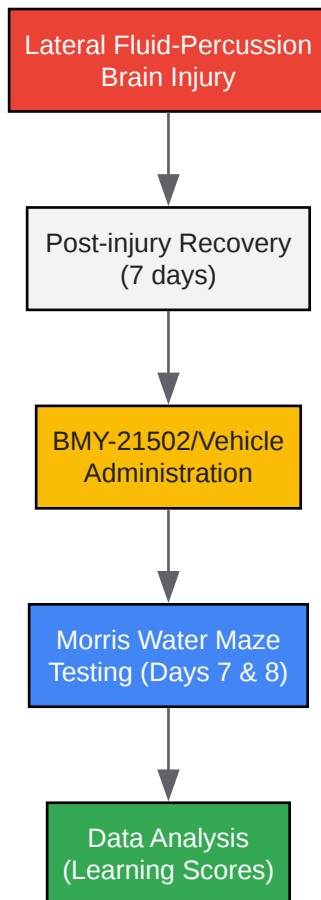 Lateral Fluid-Percussion
Brain Injury
Post-injury Recovery
(7 days)
BMY-21502/Vehicle
Administration
Morris Water Maze
Testing (Days 7 & 8)
Data Analysis
(Learning Scores)